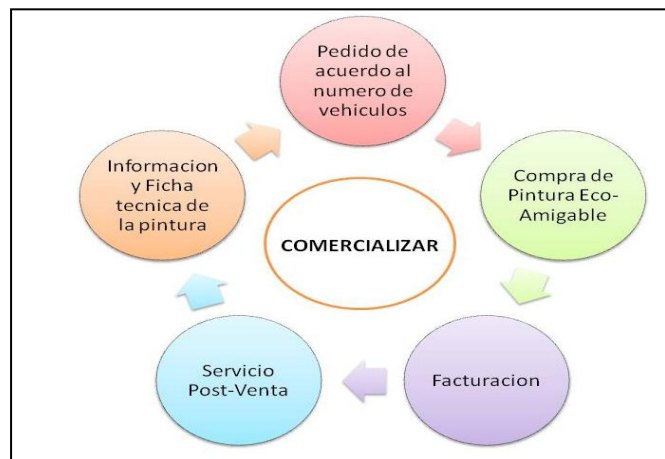 Pedido de
acuerdo al
numero de
vehiculos
Compra de
Pintura Eco-
Amigable
Facturacion
Servicio
Post-Venta
Informacion
y Ficha
tecnica de
la pintura
COMERCIALIZAR